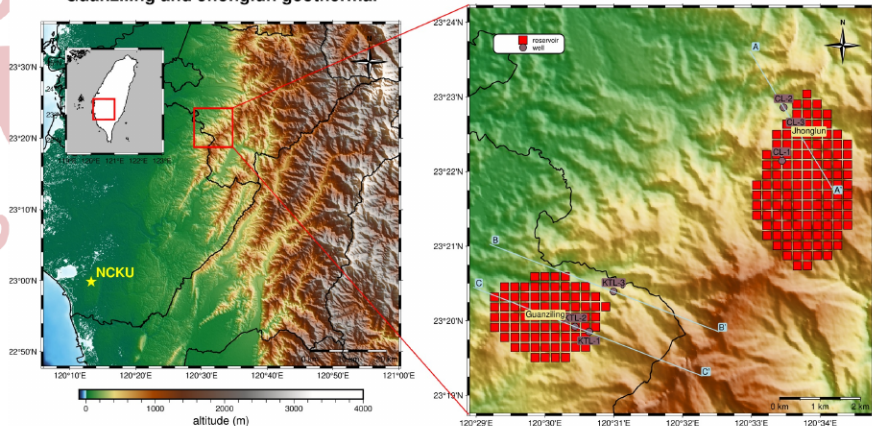 Guanziling and Jhonglun geothermal
23°30'N
23°20'N
23°10'N
23°00'N
22°50'N
120°10'E
120°20'E
120°30'E
120°40'E
120°50'E
121°00'E
120°E
121°E
122°E
NCKU
0
1000
2000
3000
4000
altitude (m)
23°24'N
23°23'N
23°22'N
23°21'N
23°20'N
23°19'N
120°29'E
120°30'E
120°31'E
120°32'E
120°33'E
120°34'E
reservoir
well
N
A
CL-2
CL-3
Jhonglun
CL-1
A'
B
C
KTL-3
Guanziling
KTL-2
KTL-1
B'
C'
0 km
1 km
2 km